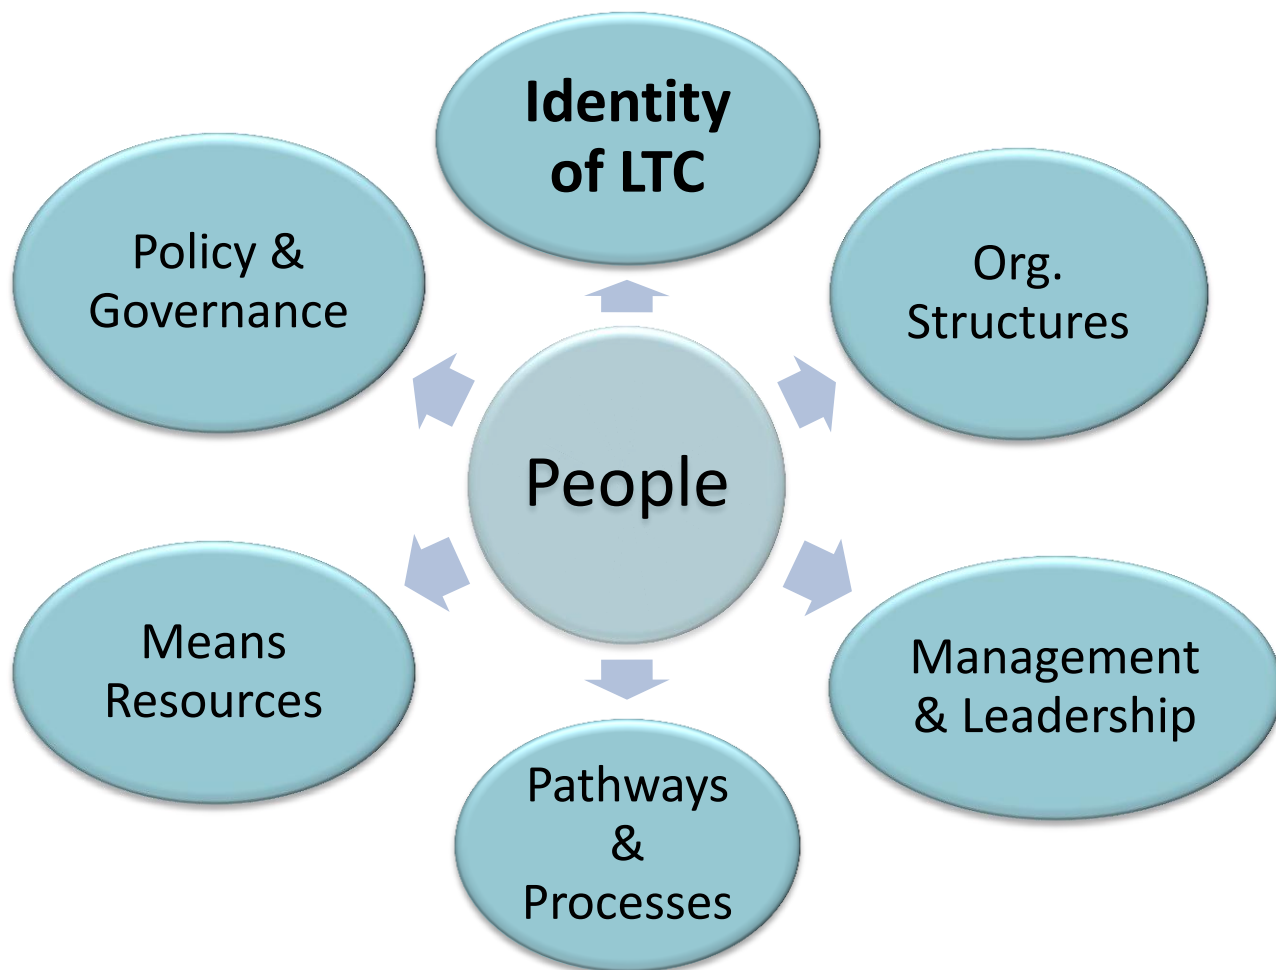 Identity
of LTC
Policy &
Governance
Org.
Structures
People
Means
Resources
Management
& Leadership
Pathways
&
Processes